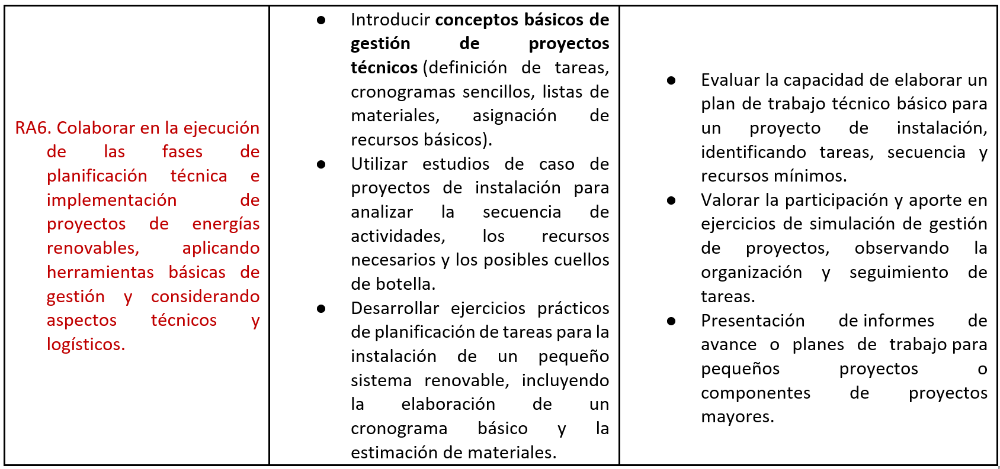 RA6. Colaborar en la ejecución
de las fases de
planificación técnica e
implementación de
proyectos de energías
renovables, aplicando
herramientas básicas de
gestión y considerando
aspectos técnicos y
logísticos.
● Introducir conceptos básicos de
gestión de proyectos
técnicos (definición de tareas,
cronogramas sencillos, listas de
materiales, asignación de
recursos básicos).
● Utilizar estudios de caso de
proyectos de instalación para
analizar la secuencia de
actividades, los recursos
necesarios y los posibles cuellos
de botella.
● Desarrollar ejercicios prácticos
de planificación de tareas para la
instalación de un pequeño
sistema renovable, incluyendo
la elaboración de un
cronograma básico y la
estimación de materiales.
● Evaluar la capacidad de elaborar un
plan de trabajo técnico básico para
un proyecto de instalación,
identificando tareas, secuencia y
recursos mínimos.
● Valorar la participación y aporte en
ejercicios de simulación de gestión
de proyectos, observando la
organización y seguimiento de
tareas.
● Presentación de informes de
avance o planes de trabajo para
pequeños proyectos o
componentes de proyectos
mayores.